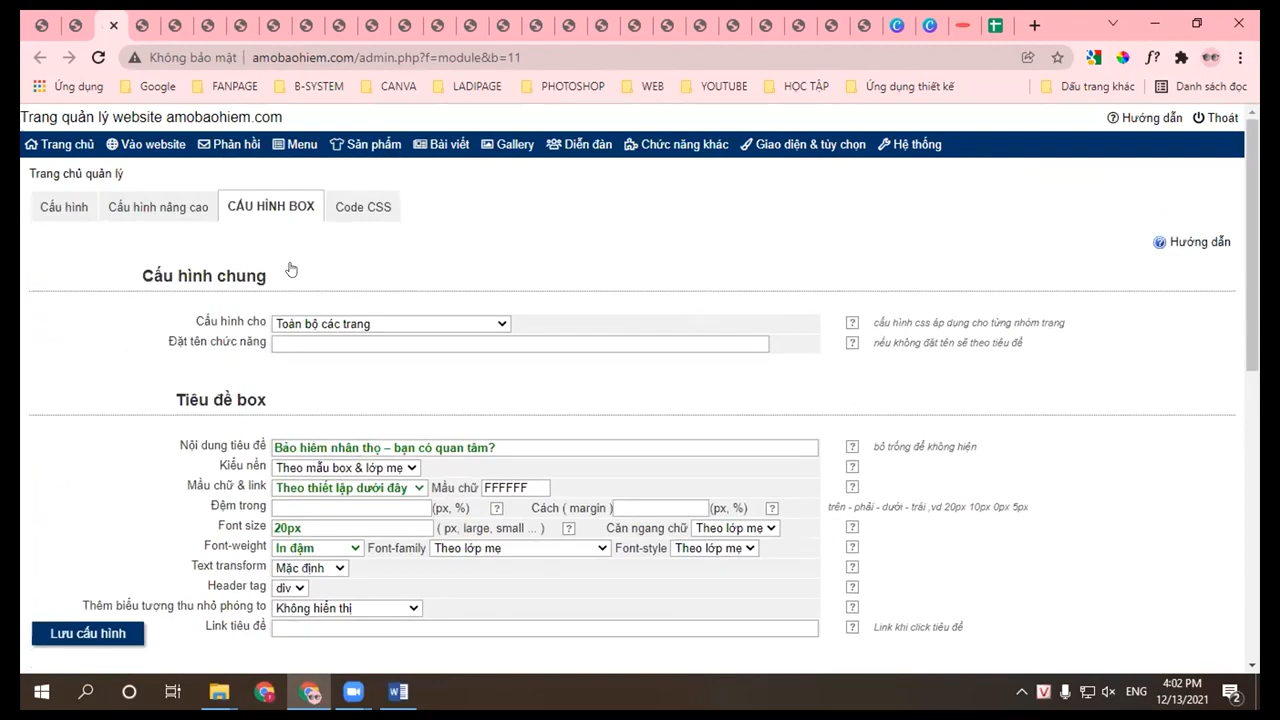 Không bảo mật amobaohiem.com/admin.php?f=module&b=11
Ứng dụng Google FANPAGE B-SYSTEM CANVA LADIPAGE PHOTOSHOP WEB YOUTUBE HỌC TẬP Ứng dụng thiết kế Dấu trang khác Danh sách đọc
Trang quản lý website amobaohiem.com Hướng dẫn Thoát
Trang chủ Vào website Phản hồi Menu Sản phẩm Bài viết Gallery Diễn đàn Chức năng khác Giao diện & tùy chọn Hệ thống
Trang chủ quản lý
Cấu hình Cấu hình nâng cao CẤU HÌNH BOX Code CSS
Hướng dẫn
Cấu hình chung
Cấu hình cho Toàn bộ các trang ? cấu hình css áp dụng cho từng nhóm trang
Đặt tên chức năng ? nếu không đặt tên sẽ theo tiêu đề
Tiêu đề box
Nội dung tiêu đề Bảo hiểm nhân thọ – bạn có quan tâm? ? bỏ trống để không hiện
Kiểu nền Theo mẫu box & lớp mẹ ?
Mầu chữ & link Theo thiết lập dưới đây Mầu chữ FFFFFF ?
Đệm trong (px, %) ? Cách ( margin ) (px, %) ? trên - phải - dưới - trái ,vd 20px 10px 0px 5px
Font size 20px ( px, large, small ... ) ? Căn ngang chữ Theo lớp mẹ ?
Font-weight In đậm Font-family Theo lớp mẹ Font-style Theo lớp mẹ ?
Text transform Mặc định ?
Header tag div ?
Thêm biểu tượng thu nhỏ phóng to Không hiển thị ?
Link tiêu đề ? Link khi click tiêu đề
Lưu cấu hình
ENG 4:02 PM
12/13/2021 2